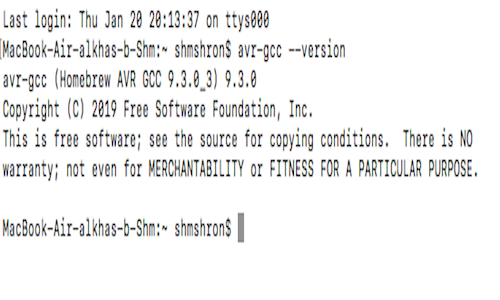 Last login: Thu Jan 20 20:13:37 on ttys000
[MacBook-Air-alkhas-b-Shm:~ shmshron$ avr-gcc --version
avr-gcc (Homebrew AVR GCC 9.3.0_3) 9.3.0
Copyright (C) 2019 Free Software Foundation, Inc.
This is free software; see the source for copying conditions.  There is NO
warranty; not even for MERCHANTABILITY or FITNESS FOR A PARTICULAR PURPOSE.
MacBook-Air-alkhas-b-Shm:~ shmshron$